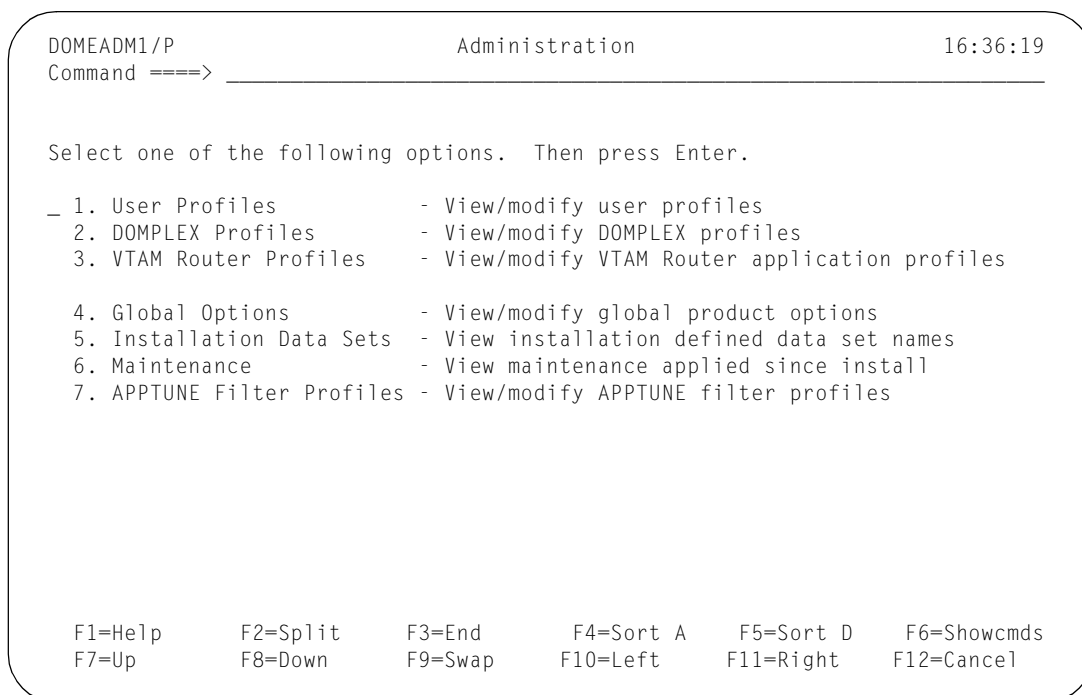 DOMEADM1/P Administration 16:36:19
Command ====> ________________________________________________________________
Select one of the following options. Then press Enter.
_ 1. User Profiles - View/modify user profiles
2. DOMPLEX Profiles - View/modify DOMPLEX profiles
3. VTAM Router Profiles - View/modify VTAM Router application profiles
4. Global Options - View/modify global product options
5. Installation Data Sets - View installation defined data set names
6. Maintenance - View maintenance applied since install
7. APPTUNE Filter Profiles - View/modify APPTUNE filter profiles
F1=Help F2=Split F3=End F4=Sort A F5=Sort D F6=Showcmds
F7=Up F8=Down F9=Swap F10=Left F11=Right F12=Cancel